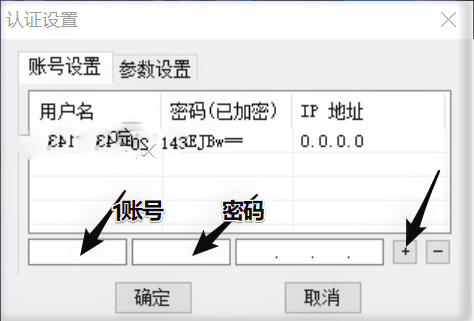 认证设置
账号设置 参数设置
用户名 密码(已加密) IP 地址
143EJBw== 0.0.0.0
1账号 密码
. . . + -
确定 取消